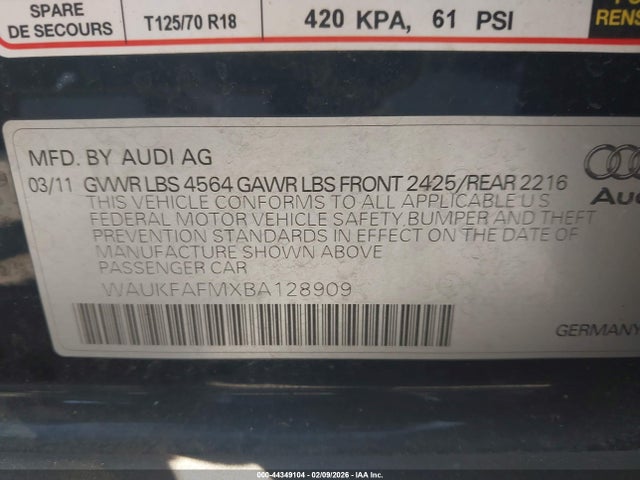 SPARE
DE SECOURS
T125/70 R18
420 KPA, 61 PSI
RENS
MFD. BY AUDI AG
03/11 GVWR LBS 4564 GAWR LBS FRONT 2425/REAR 2216
THIS VEHICLE CONFORMS TO ALL APPLICABLE U S
FEDERAL MOTOR VEHICLE SAFETY BUMPER AND THEFT
PREVENTION STANDARDS IN EFFECT ON THE DATE OF
MANUFACTURE SHOWN ABOVE
PASSENGER CAR
WAUKFAFMXBA128909
Aud
GERMANY
000-44349104 - 02/09/2026 - IAA Inc.